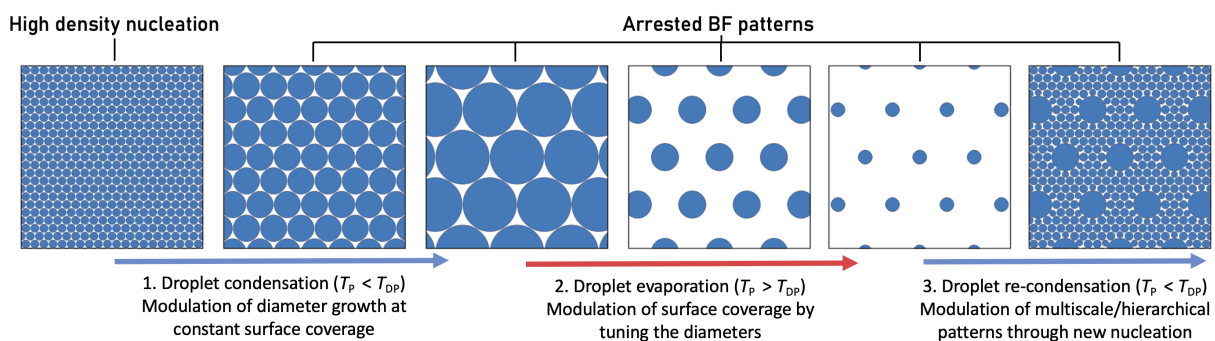 High density nucleation
Arrested BF patterns
1. Droplet condensation (TP < TDP)
Modulation of diameter growth at
constant surface coverage
2. Droplet evaporation (TP > TDP)
Modulation of surface coverage by
tuning the diameters
3. Droplet re-condensation (TP < TDP)
Modulation of multiscale/hierarchical
patterns through new nucleation